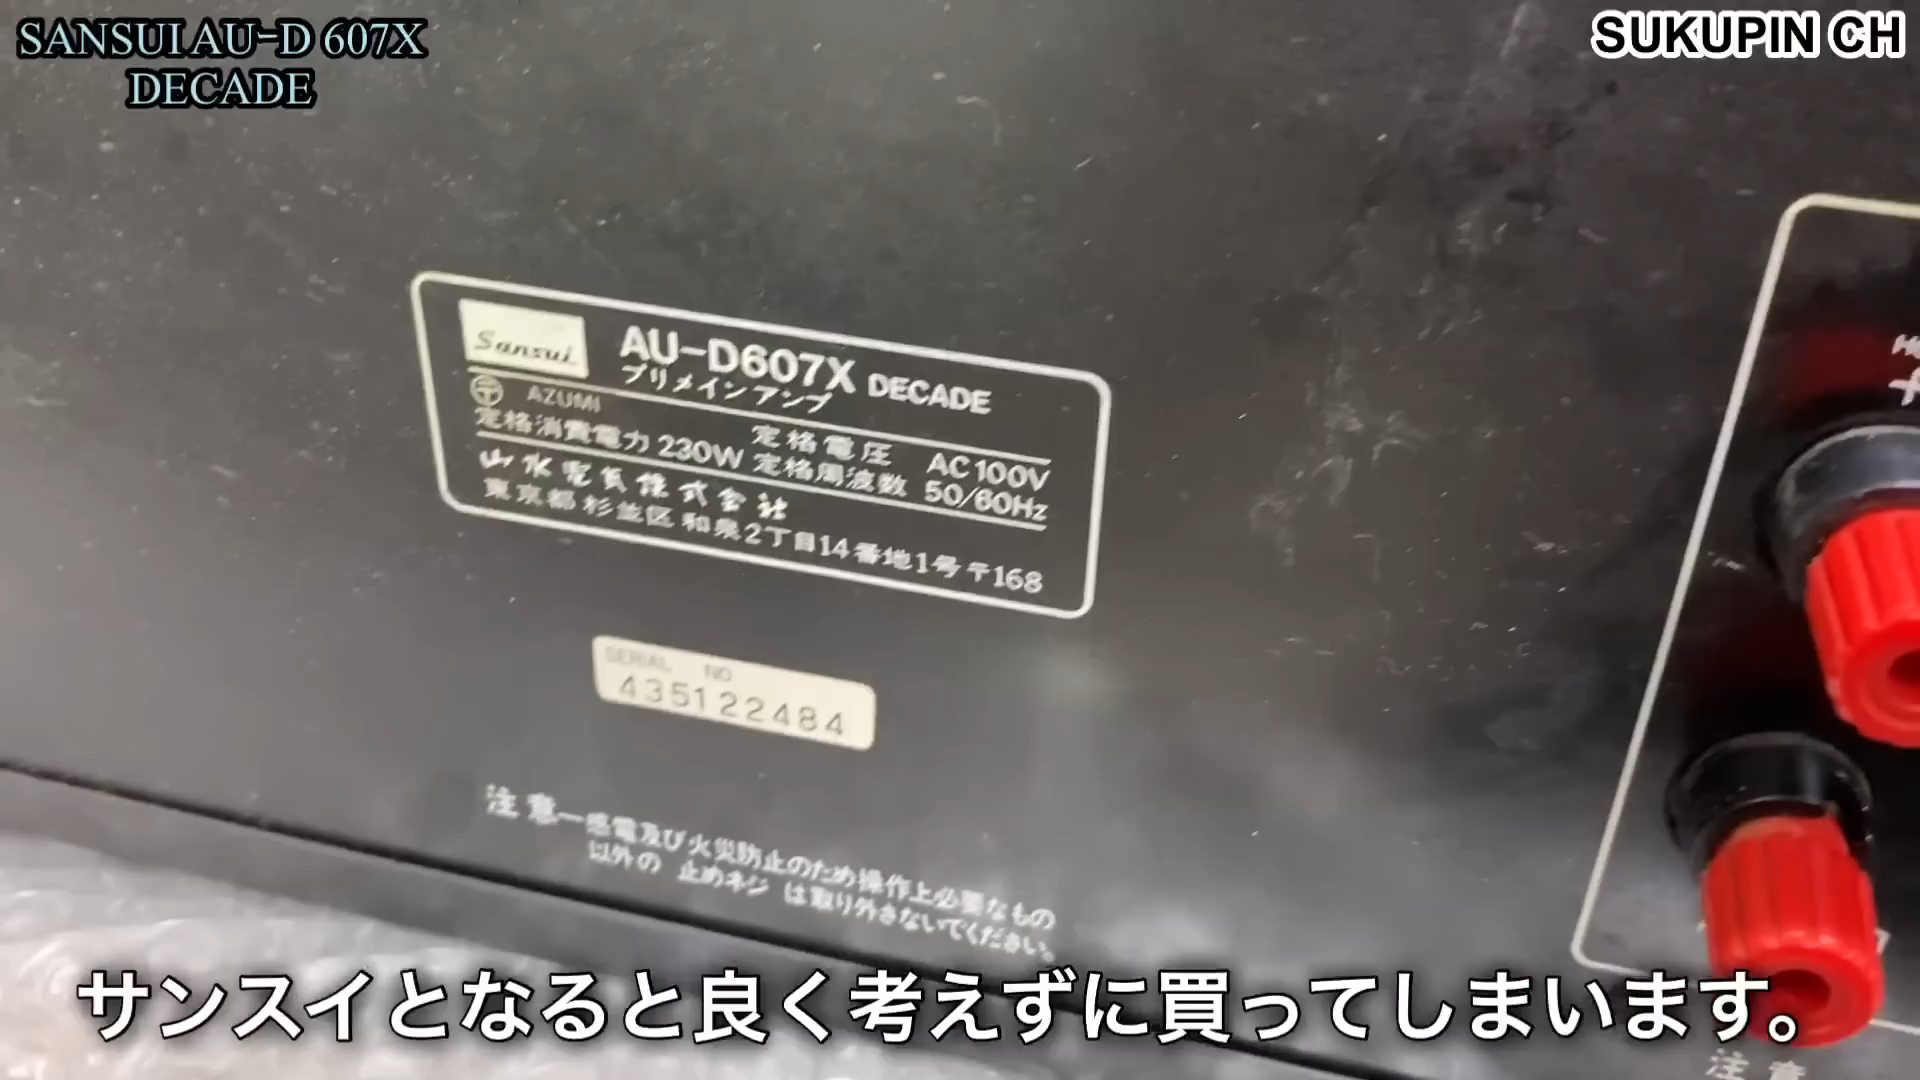 SANSUI AU-D 607X
DECADE
SUKUPIN CH
Sansui
AU-D607X DECADE
プリメインアンプ
AZUMI
定格電圧 AC100V
定格消費電力 230W 定格周波数 50/60Hz
山水電気株式会社
東京都杉並区和泉2丁目14番地1号〒168
SERIAL NO
435122484
注意ー感電及び火災防止のため操作上必要なもの
以外の 止めネジ は取り外さないでください。
サンスイとなると良く考えずに買ってしまいます。
注意